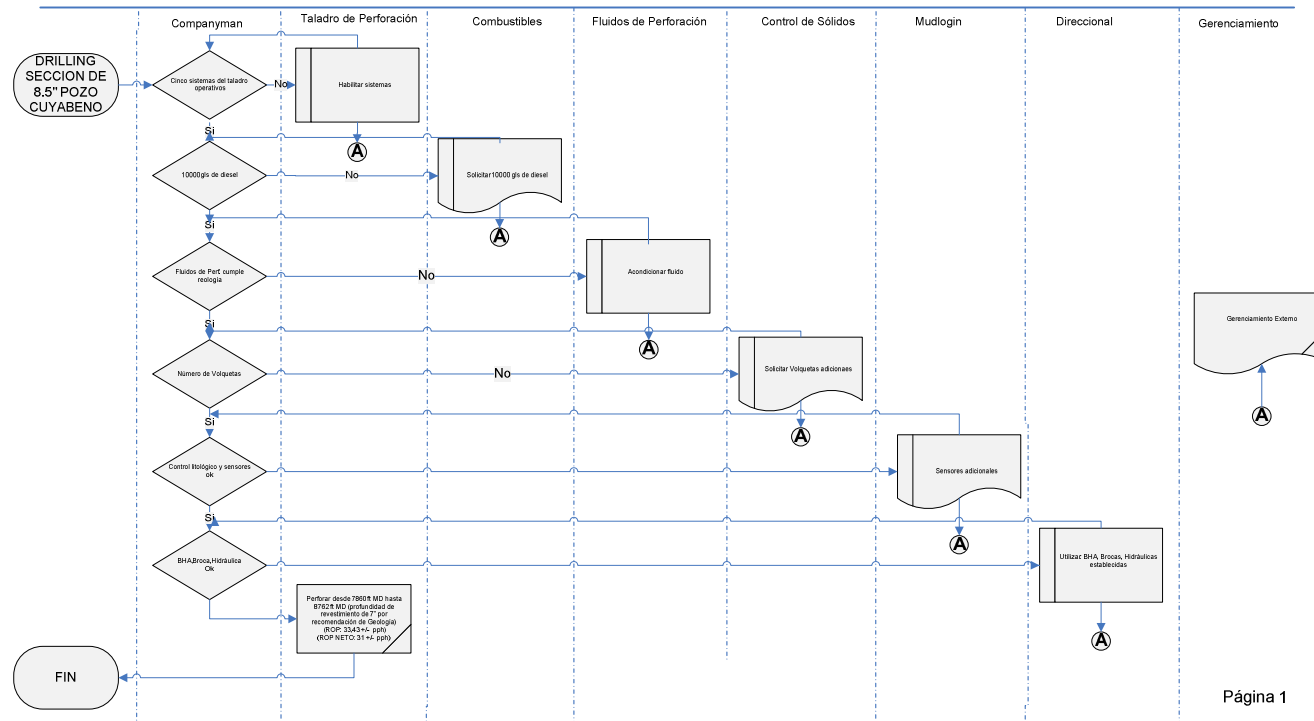 Companyman
Taladro de Perforación
Combustibles
Fluidos de Perforación
Control de Sólidos
Mudlogin
Direccional
Gerenciamiento
DRILLING
SECCION DE
8.5" POZO
CUYABENO
Cinco sistemas del taladro
operativos
No
Habilitar sistemas
Si
A
10000gls de diesel
No
Solicitar10000 gls de diesel
Si
A
Fluidos de Perf. cumple
reología
No
Acondicionar fluido
Si
A
Gerenciamiento Externo
A
Número de Volquetas
No
Solicitar Volquetas adicionaes
Si
A
Control litológico y sensores
ok
Sensores adicionales
Si
A
BHA,Broca,Hidráulica
Ok
Utilizar BHA, Brocas, Hidráulicas
establecidas
A
Perforar desde 7860ft MD hasta
8762ft MD (profundidad de
revestimiento de 7" por
recomendación de Geología)
(ROP: 33,43 +/- pph)
(ROP NETO: 31 +/- pph)
FIN
Página 1